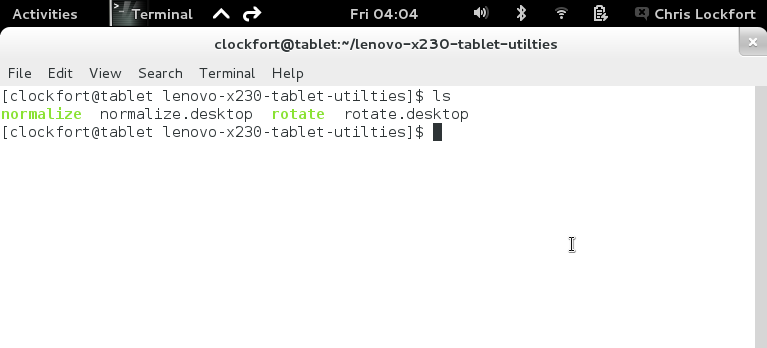 Activities Terminal Fri 04:04 Chris Lockfort
clockfort@tablet:~/lenovo-x230-tablet-utilties
File Edit View Search Terminal Help
[clockfort@tablet lenovo-x230-tablet-utilties]$ ls
normalize normalize.desktop rotate rotate.desktop
[clockfort@tablet lenovo-x230-tablet-utilties]$